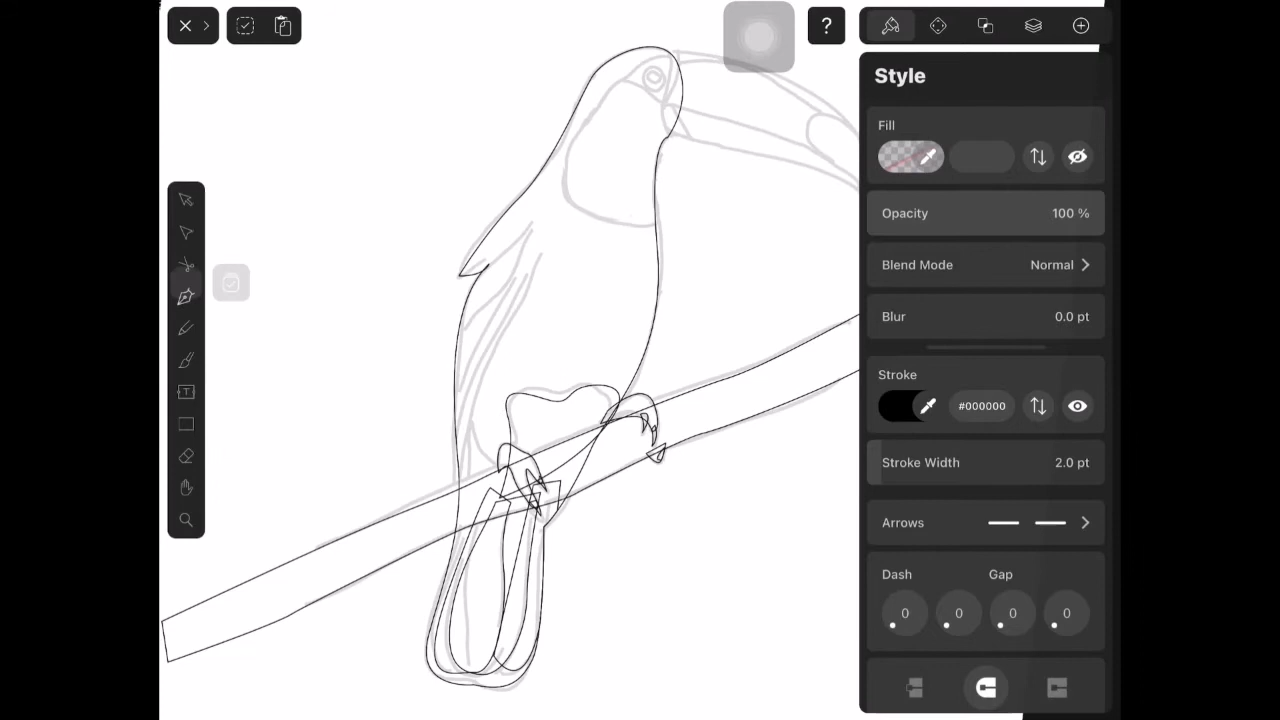 ?
Style
Fill
Opacity 100 %
Blend Mode Normal
Blur 0.0 pt
Stroke
#000000
Stroke Width 2.0 pt
Arrows
Dash Gap
0 0 0 0